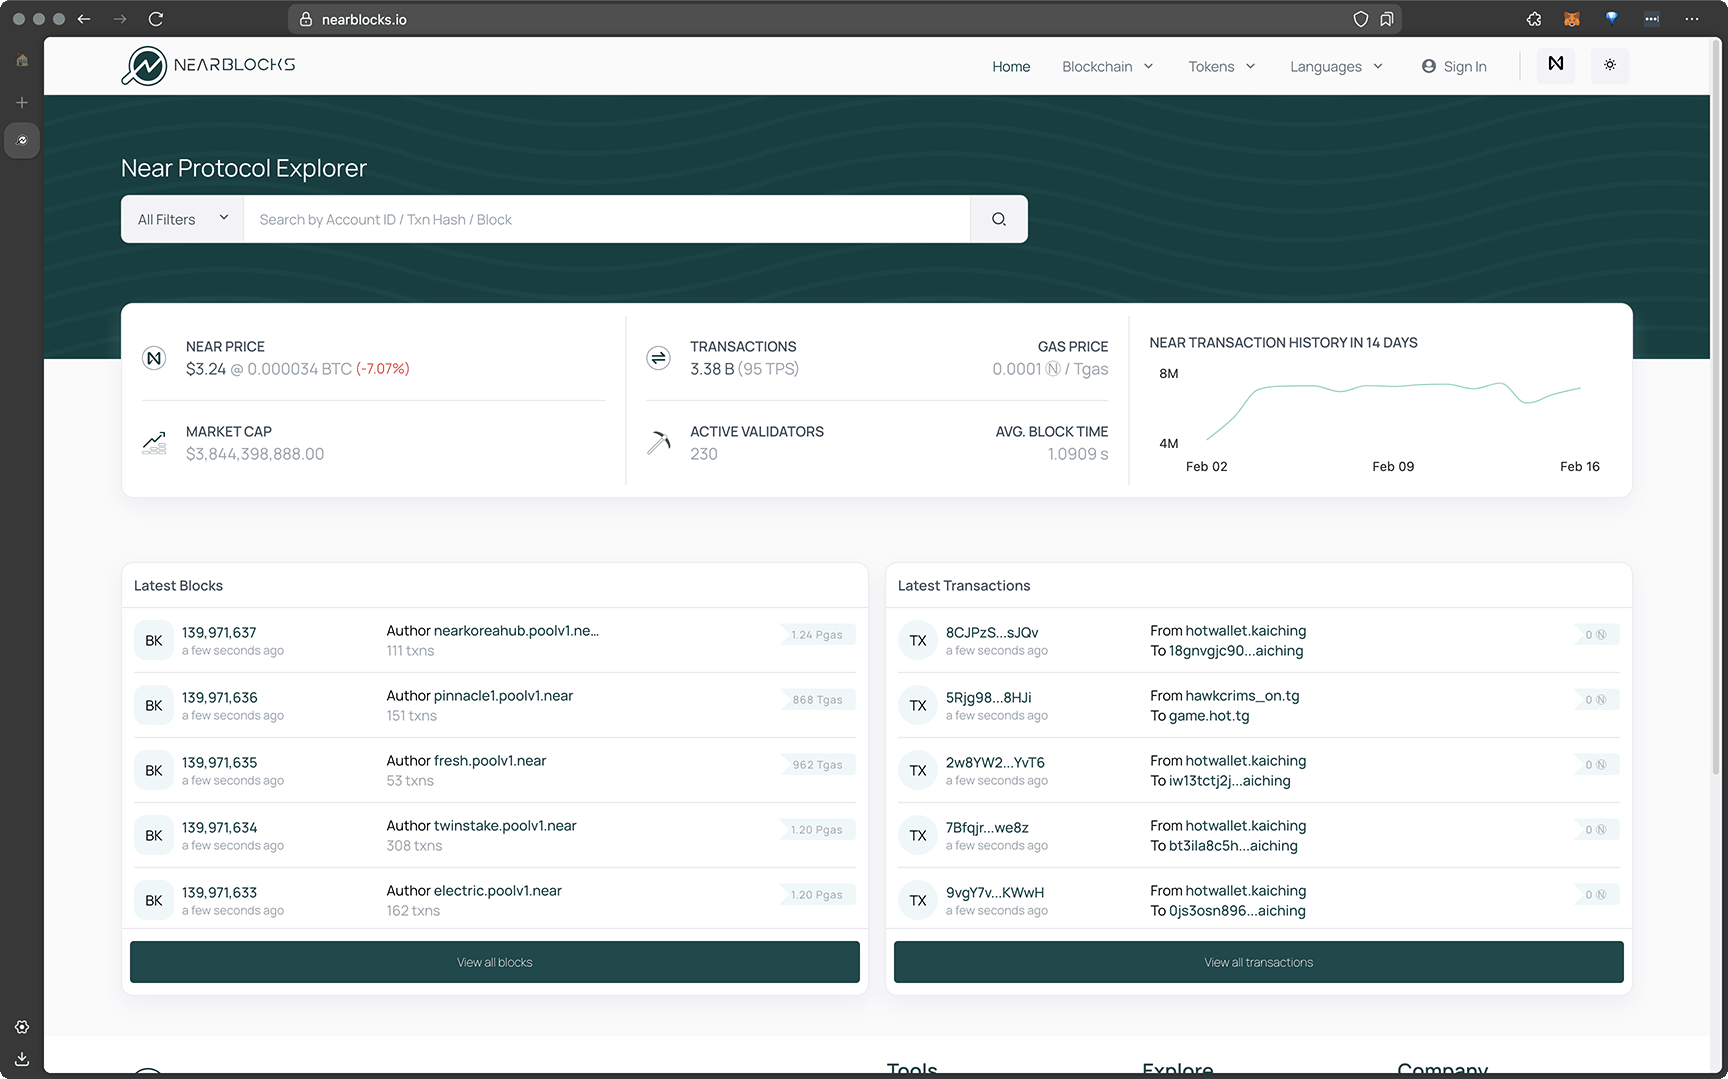 nearblocks.io
NEARBLOCKS
Home
Blockchain
Tokens
Languages
Sign In
Near Protocol Explorer
All Filters
Search by Account ID / Txn Hash / Block
NEAR PRICE
$3.24 @ 0.000034 BTC (-7.07%)
MARKET CAP
$3,844,398,888.00
TRANSACTIONS
3.38 B (95 TPS)
GAS PRICE
0.0001 Ⓝ / Tgas
ACTIVE VALIDATORS
230
AVG. BLOCK TIME
1.0909 s
NEAR TRANSACTION HISTORY IN 14 DAYS
8M
4M
Feb 02
Feb 09
Feb 16
Latest Blocks
BK
139,971,637
a few seconds ago
Author nearkoreahub.poolv1.ne...
111 txns
1.24 Pgas
BK
139,971,636
a few seconds ago
Author pinnacle1.poolv1.near
151 txns
868 Tgas
BK
139,971,635
a few seconds ago
Author fresh.poolv1.near
53 txns
962 Tgas
BK
139,971,634
a few seconds ago
Author twinstake.poolv1.near
308 txns
1.20 Pgas
BK
139,971,633
a few seconds ago
Author electric.poolv1.near
162 txns
1.20 Pgas
View all blocks
Latest Transactions
TX
8CJPzS...sJQv
a few seconds ago
From hotwallet.kaiching
To 18gnvgjc90...aiching
0 Ⓝ
TX
5Rjg98...8HJi
a few seconds ago
From hawkcrims_on.tg
To game.hot.tg
0 Ⓝ
TX
2w8YW2...YvT6
a few seconds ago
From hotwallet.kaiching
To iw13tctj2j...aiching
0 Ⓝ
TX
7Bfqjr...we8z
a few seconds ago
From hotwallet.kaiching
To bt3ila8c5h...aiching
0 Ⓝ
TX
9vgY7v...KWwH
a few seconds ago
From hotwallet.kaiching
To 0js3osn896...aiching
0 Ⓝ
View all transactions
Tools
Explore
Company